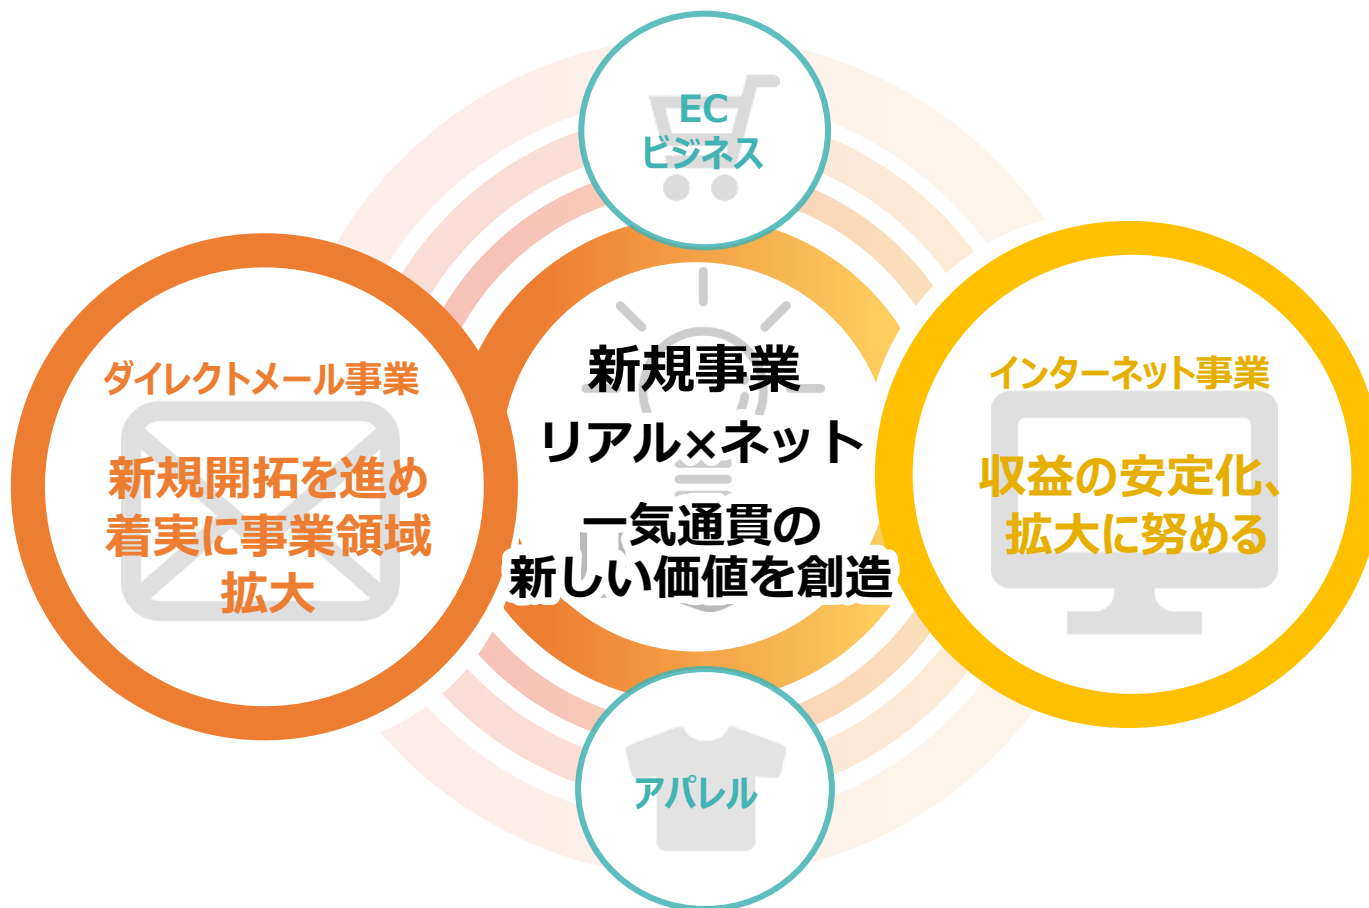 EC
ビジネス
ダイレクトメール事業
新規開拓を進め
着実に事業領域
拡大
新規事業
リアル×ネット
一気通貫の
新しい価値を創造
インターネット事業
収益の安定化、
拡大に努める
アパレル